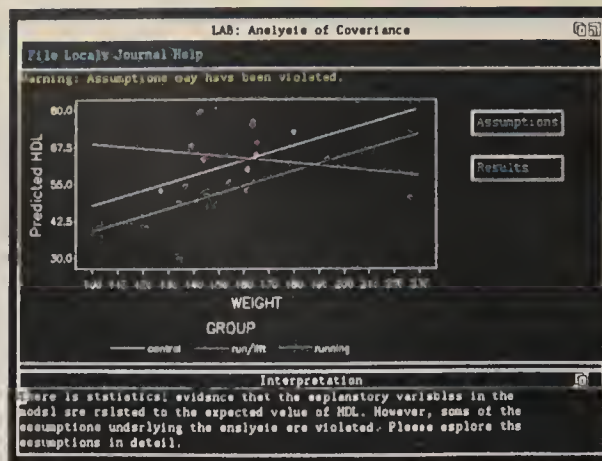 LAB: Analysis of Covariance
File Locals Journal Help
Warning: Assumptions may have been violated.
Assumptions
Results
Predicted HDL
80.0
67.5
55.0
42.5
30.0
WEIGHT
GROUP
control run/lift running
Interpretation
There is statistical evidence that the explanatory variables in the
model are related to the expected value of HDL. However, some of the
assumptions underlying the analysis are violated. Please explore the
assumptions in detail.